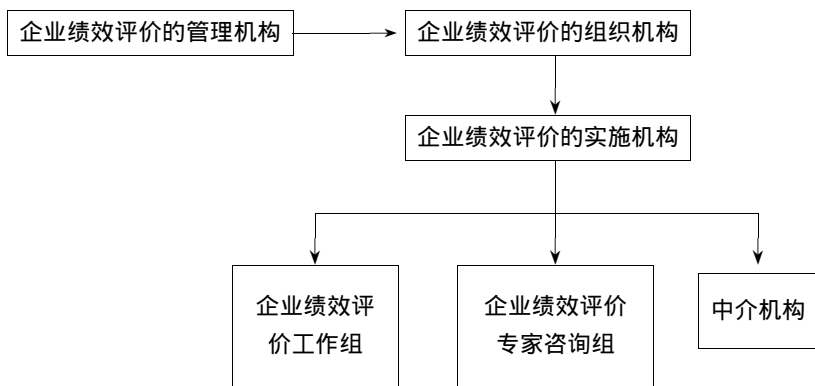 企业绩效评价的管理机构
企业绩效评价的组织机构
企业绩效评价的实施机构
企业绩效评
价工作组
企业绩效评价
专家咨询组
中介机构